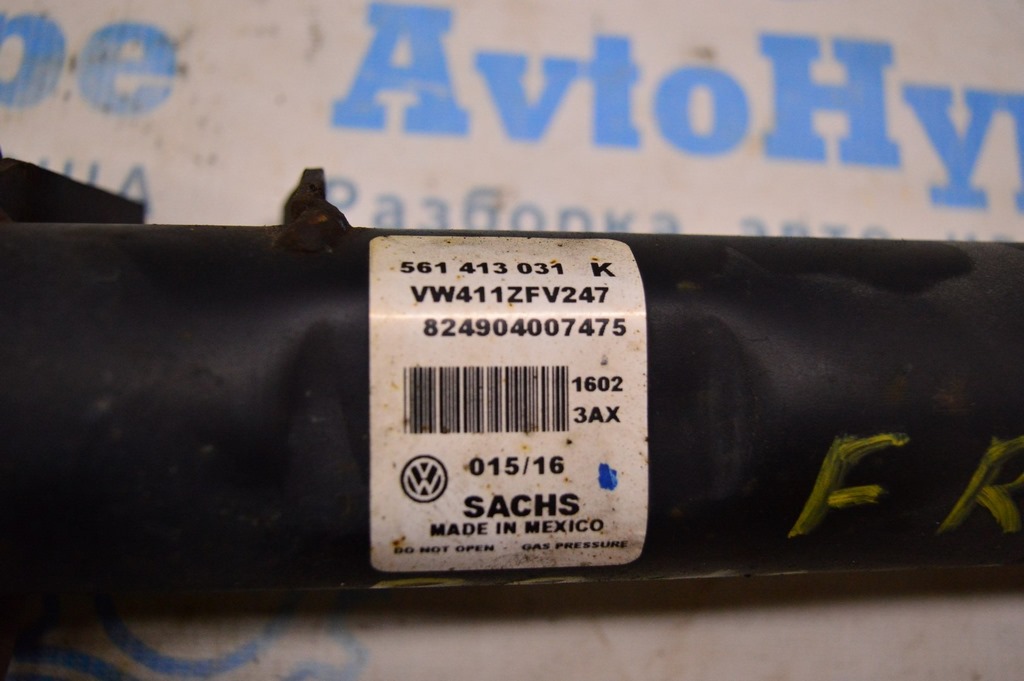 AvtoHy
Разборка авто
561 413 031 K
VW411ZFV247
824904007475
1602
3AX
015/16
SACHS
MADE IN MEXICO
DO NOT OPEN GAS PRESSURE
F R